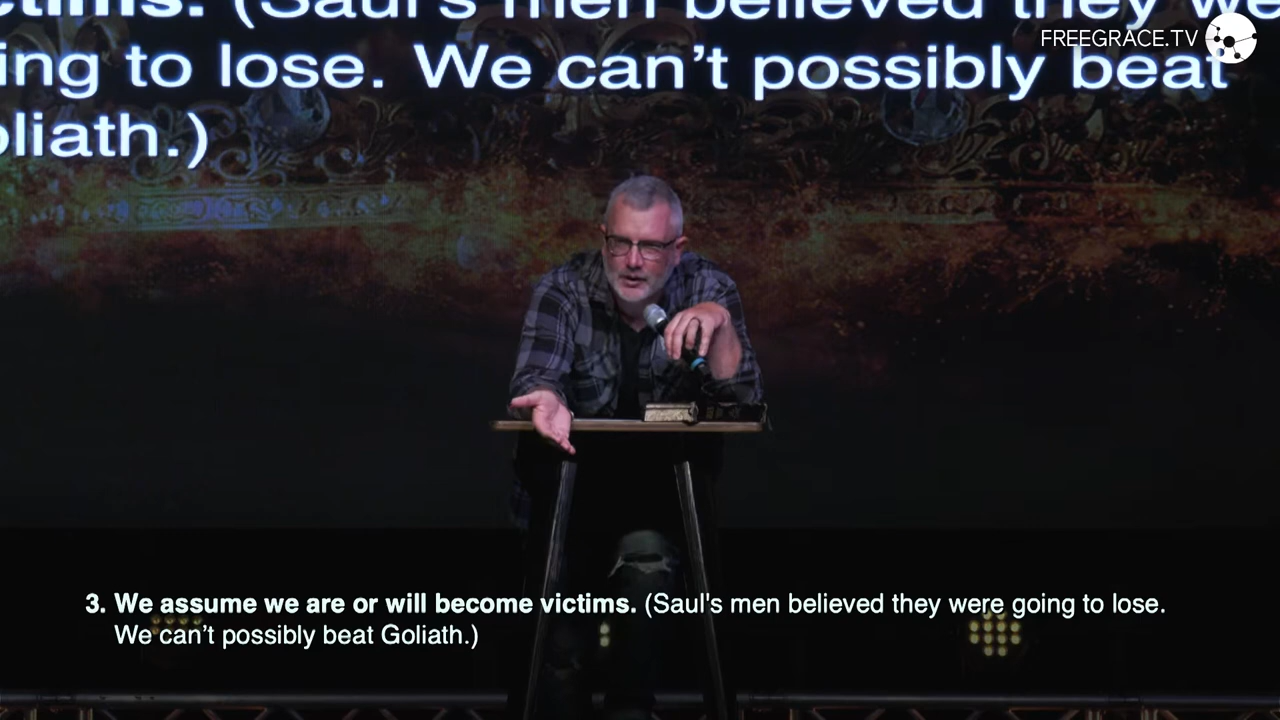 ctims. (Saul's men believed they we
FREEGRACE.TV
ing to lose. We can't possibly beat
oliath.)
3. We assume we are or will become victims. (Saul's men believed they were going to lose.
We can't possibly beat Goliath.)